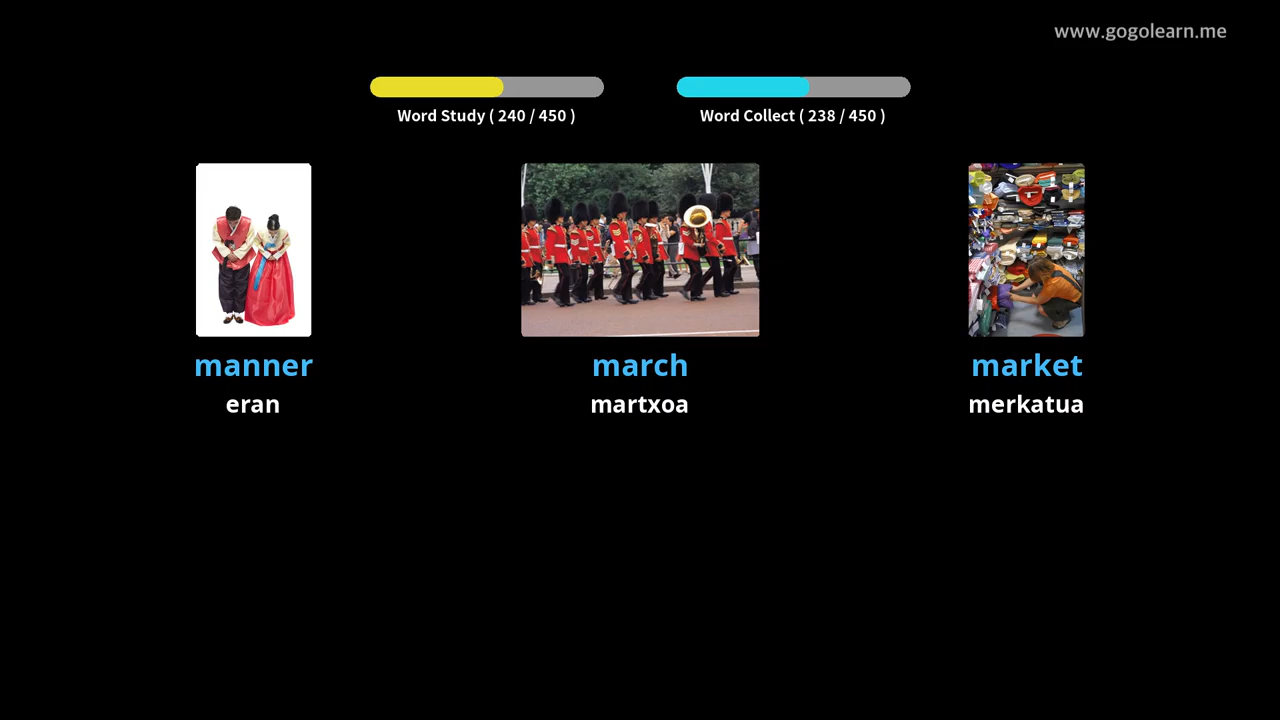 www.gogolearn.me
Word Study ( 240 / 450 )
Word Collect ( 238 / 450 )
manner
eran
march
martxoa
market
merkatua